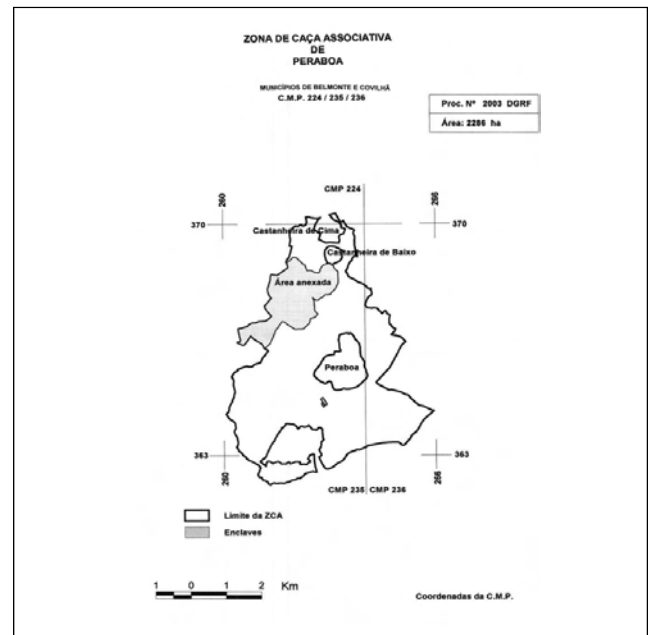 ZONA DE CAÇA ASSOCIATIVA
DE
PERABOA
MUNICÍPIOS DE BELMONTE E COVILHÃ
C.M.P. 224 / 235 / 236
Proc. Nº 2003 DGRF
Área: 2286 ha
CMP 224
260
266
370
370
Castanheira de Cima
Castanheira de Baixo
Área anexada
Peraboa
363
363
260
266
CMP 235 CMP 236
Limite da ZCA
Enclaves
1 0 1 2 Km
Coordenadas da C.M.P.